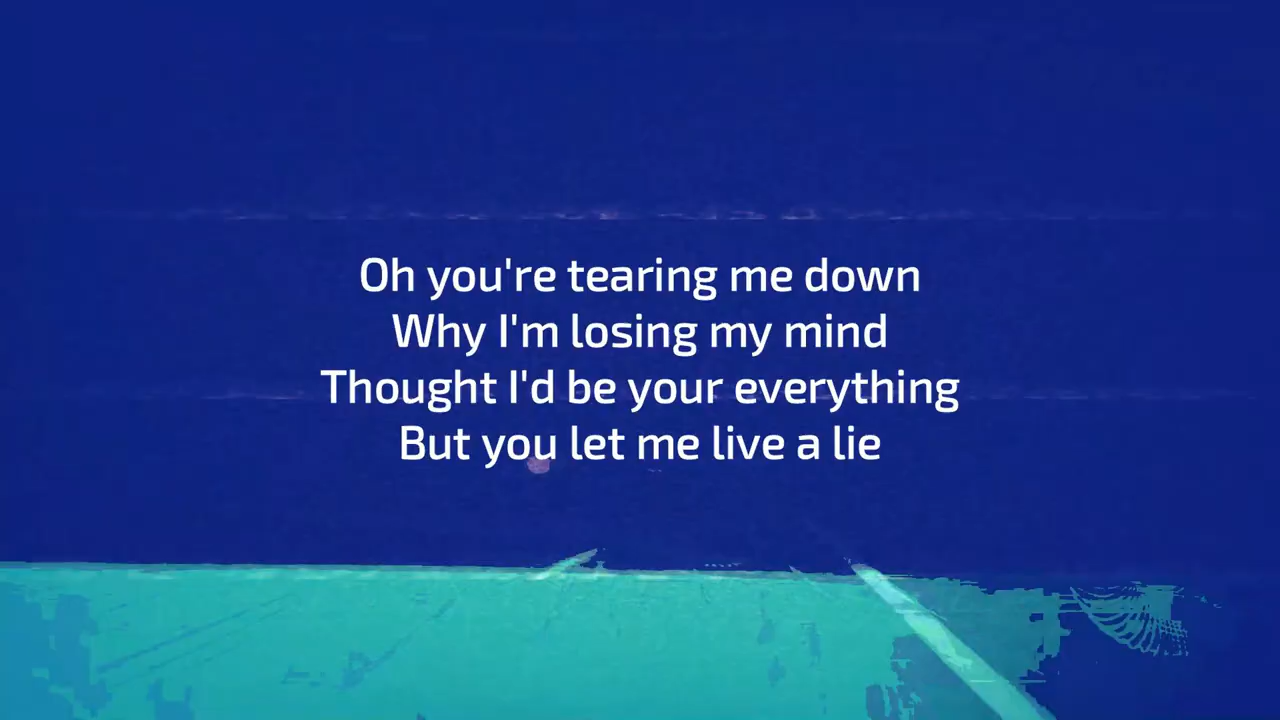 Oh you're tearing me down
Why I'm losing my mind
Thought I'd be your everything
But you let me live a lie